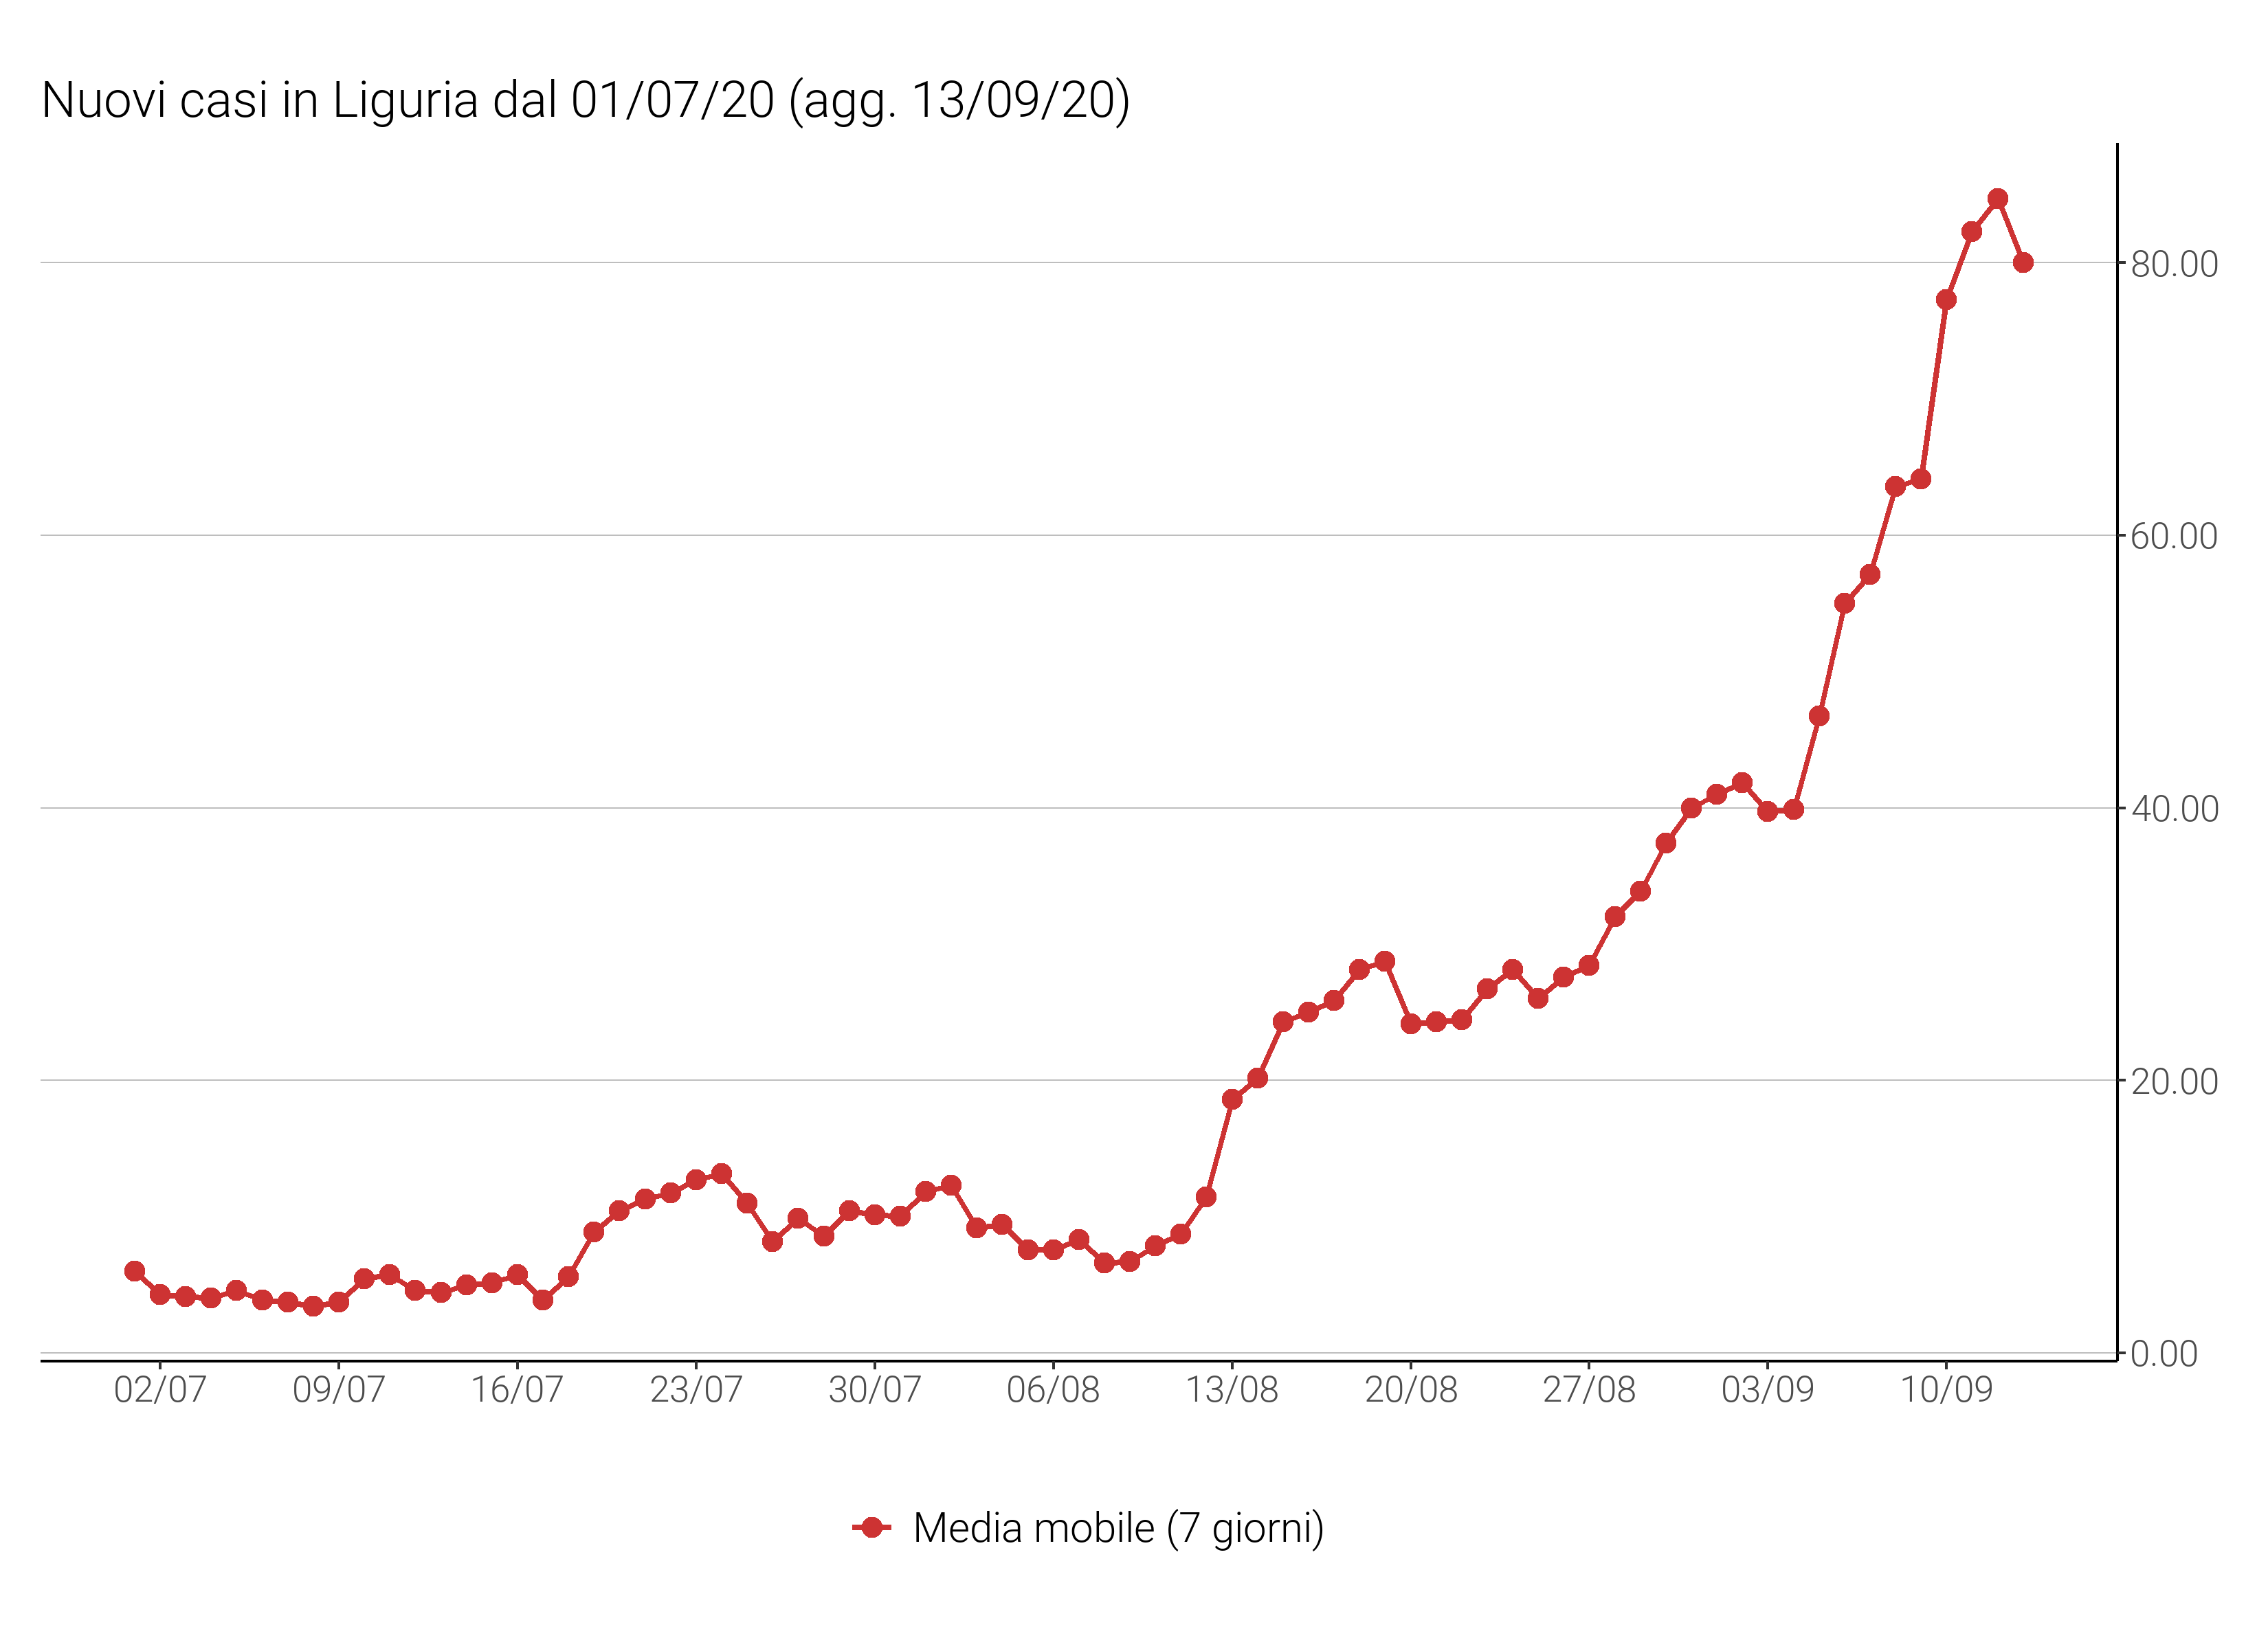 Nuovi casi in Liguria dal 01/07/20 (agg. 13/09/20)
80.00
60.00
40.00
20.00
0.00
02/07 09/07 16/07 23/07 30/07 06/08 13/08 20/08 27/08 03/09 10/09
Media mobile (7 giorni)